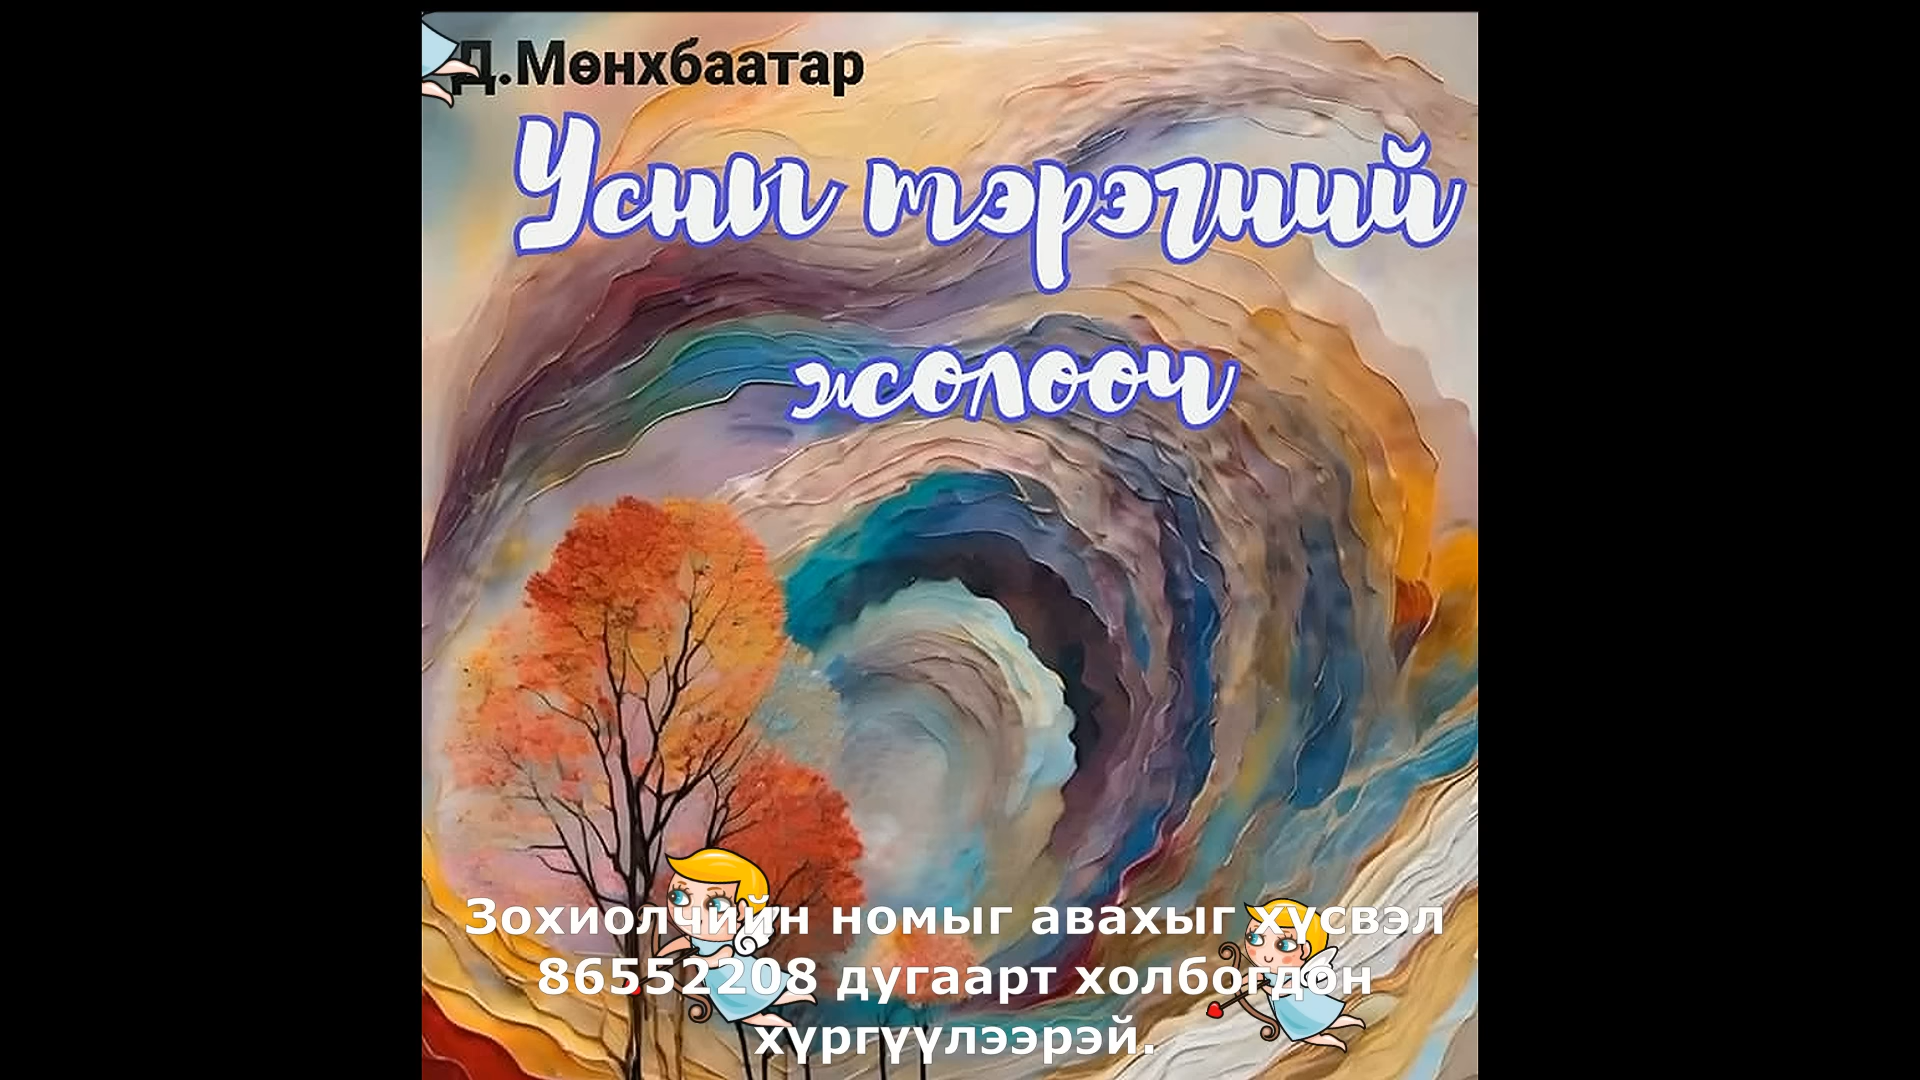 Д.Мөнхбаатар
Усны тэрэгний
жолооч
Зохиолчийн номыг авахыг хүсвэл
86552208 дугаарт холбогдон
хүргүүлээрэй.